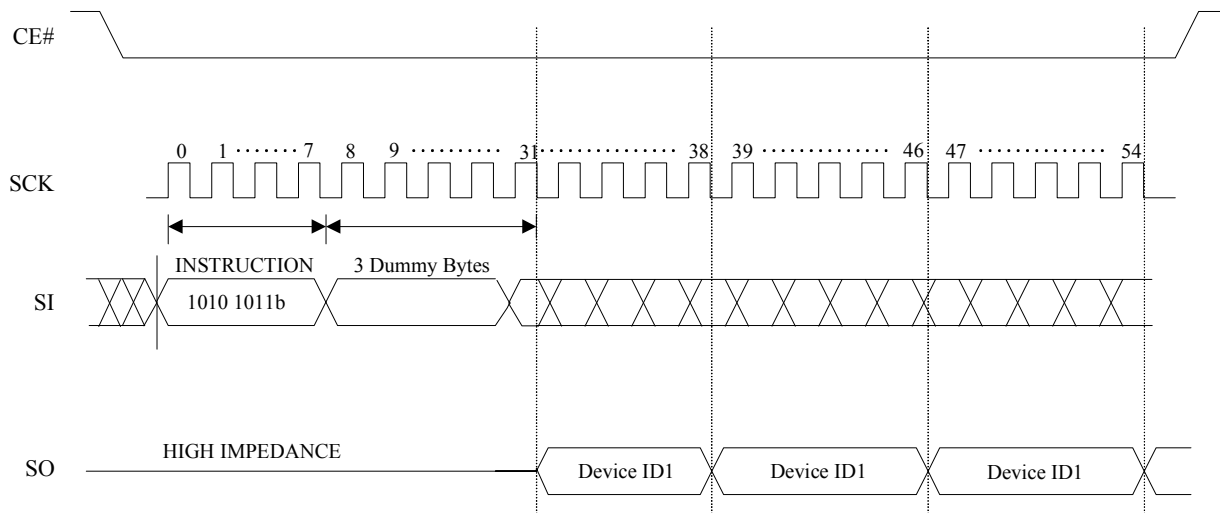 CE#
0 1 ········ 7 8 9 ·········· 31 ················ 38 39 ·············· 46 47 ·············· 54
SCK
INSTRUCTION 3 Dummy Bytes
SI 1010 1011b
HIGH IMPEDANCE
SO Device ID1 Device ID1 Device ID1